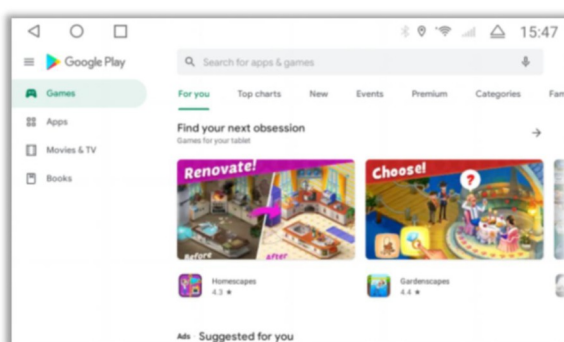 15:47
Google Play
Search for apps & games
Games
Apps
Movies & TV
Books
For you Top charts New Events Premium Categories Fam
Find your next obsession
Games for your tablet
Renovate!
Before
After
Choose!
?
Homescapes
4.3 ★
Gardenscapes
4.4 ★
Ads Suggested for you